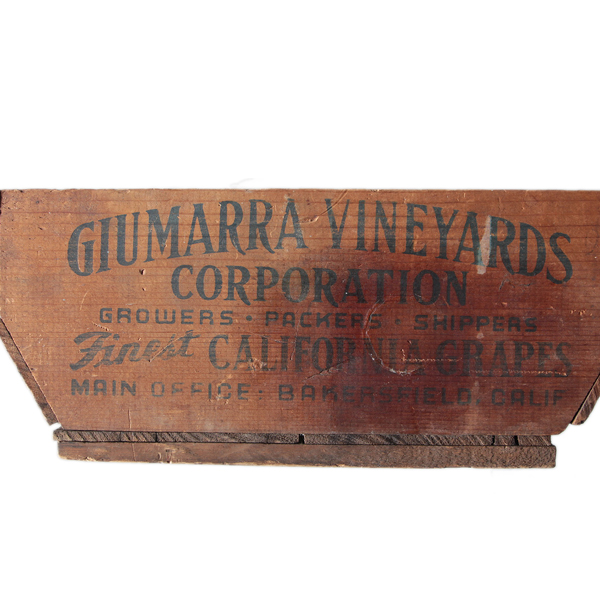 GIUMARRA VINEYARDS
CORPORATION
GROWERS · PACKERS · SHIPPERS
Finest CALIFORNIA GRAPES
MAIN OFFICE: BAKERSFIELD, CALIF